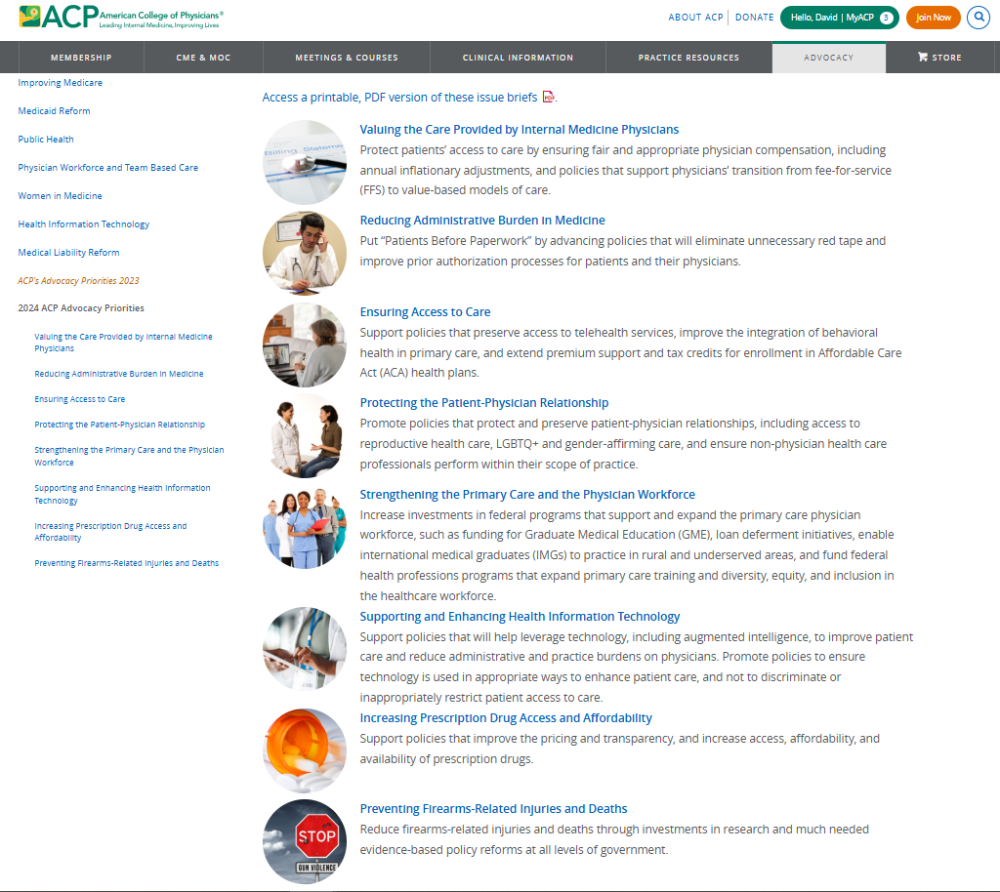 ACP American College of Physicians®
Leading Internal Medicine, Improving Lives
ABOUT ACP
DONATE
Hello, David | MyACP 3
Join Now
MEMBERSHIP
CME & MOC
MEETINGS & COURSES
CLINICAL INFORMATION
PRACTICE RESOURCES
ADVOCACY
STORE
Improving Medicare
Medicaid Reform
Public Health
Physician Workforce and Team Based Care
Women in Medicine
Health Information Technology
Medical Liability Reform
ACP's Advocacy Priorities 2023
2024 ACP Advocacy Priorities
Valuing the Care Provided by Internal Medicine
Physicians
Reducing Administrative Burden in Medicine
Ensuring Access to Care
Protecting the Patient-Physician Relationship
Strengthening the Primary Care and the Physician
Workforce
Supporting and Enhancing Health Information
Technology
Increasing Prescription Drug Access and
Affordability
Preventing Firearms-Related Injuries and Deaths
Access a printable, PDF version of these issue briefs PDF.
Billing Statement
Valuing the Care Provided by Internal Medicine Physicians
Protect patients’ access to care by ensuring fair and appropriate physician compensation, including
annual inflationary adjustments, and policies that support physicians’ transition from fee-for-service
(FFS) to value-based models of care.
Reducing Administrative Burden in Medicine
Put “Patients Before Paperwork” by advancing policies that will eliminate unnecessary red tape and
improve prior authorization processes for patients and their physicians.
Ensuring Access to Care
Support policies that preserve access to telehealth services, improve the integration of behavioral
health in primary care, and extend premium support and tax credits for enrollment in Affordable Care
Act (ACA) health plans.
Protecting the Patient-Physician Relationship
Promote policies that protect and preserve patient-physician relationships, including access to
reproductive health care, LGBTQ+ and gender-affirming care, and ensure non-physician health care
professionals perform within their scope of practice.
Strengthening the Primary Care and the Physician Workforce
Increase investments in federal programs that support and expand the primary care physician
workforce, such as funding for Graduate Medical Education (GME), loan deferment initiatives, enable
international medical graduates (IMGs) to practice in rural and underserved areas, and fund federal
health professions programs that expand primary care training and diversity, equity, and inclusion in
the healthcare workforce.
Supporting and Enhancing Health Information Technology
Support policies that will help leverage technology, including augmented intelligence, to improve patient
care and reduce administrative and practice burdens on physicians. Promote policies to ensure
technology is used in appropriate ways to enhance patient care, and not to discriminate or
inappropriately restrict patient access to care.
Increasing Prescription Drug Access and Affordability
Support policies that improve the pricing and transparency, and increase access, affordability, and
availability of prescription drugs.
STOP
GUN VIOLENCE
Preventing Firearms-Related Injuries and Deaths
Reduce firearms-related injuries and deaths through investments in research and much needed
evidence-based policy reforms at all levels of government.